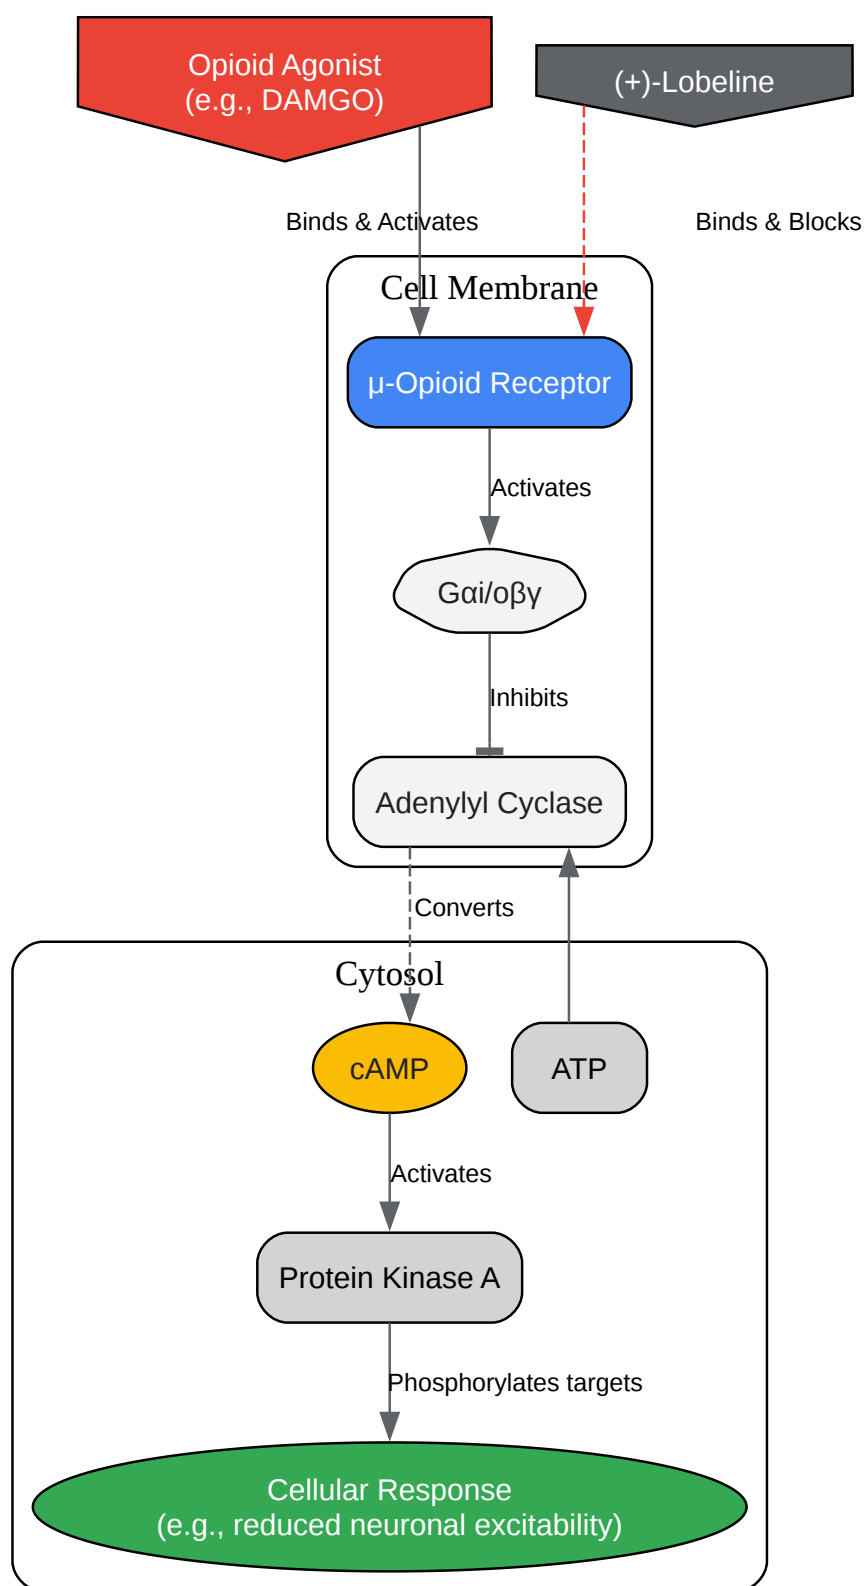 Opioid Agonist
(e.g., DAMGO)
(+)-Lobeline
Binds & Activates
Binds & Blocks
Cell Membrane
μ-Opioid Receptor
Activates
Gαi/oβγ
Inhibits
Adenylyl Cyclase
Converts
Cytosol
cAMP
ATP
Activates
Protein Kinase A
Phosphorylates targets
Cellular Response
(e.g., reduced neuronal excitability)